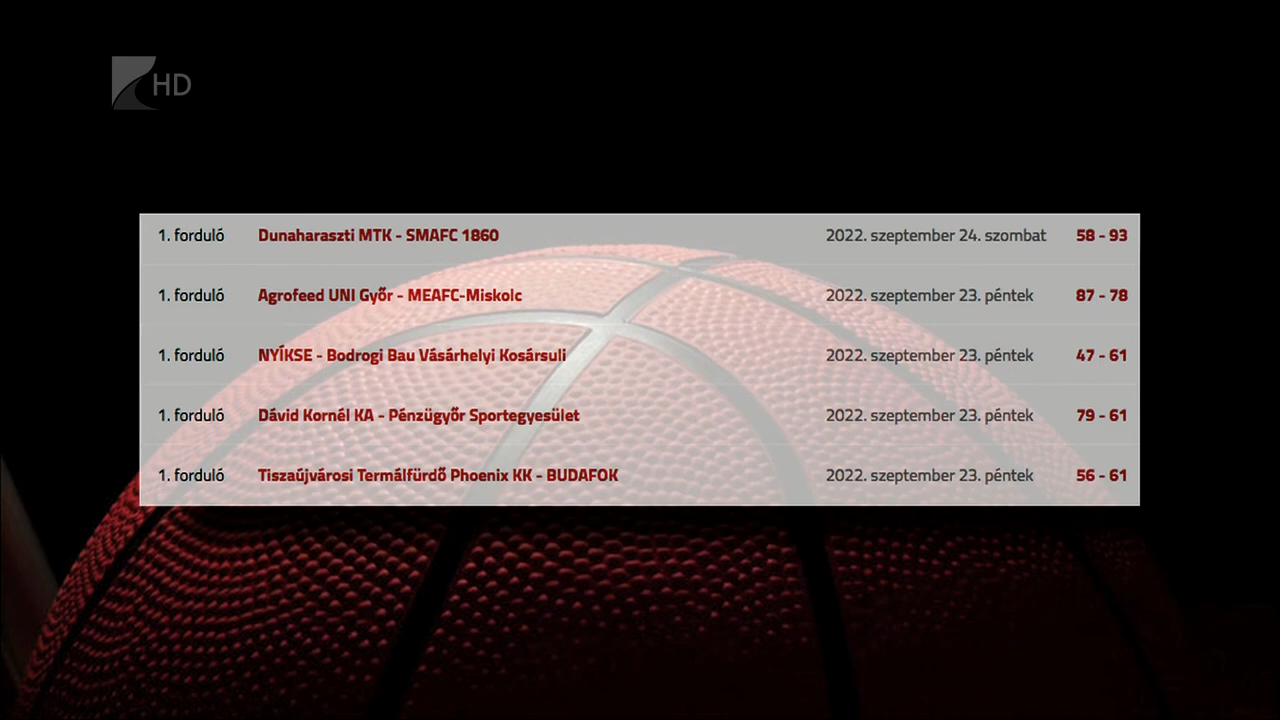 HD
1. forduló Dunaharaszti MTK - SMAFC 1860 2022. szeptember 24. szombat 58 - 93
1. forduló Agrofeed UNI Győr - MEAFC-Miskolc 2022. szeptember 23. péntek 87 - 78
1. forduló NYÍKSE - Bodrogi Bau Vásárhelyi Kosársuli 2022. szeptember 23. péntek 47 - 61
1. forduló Dávid Kornél KA - Pénzügyőr Sportegyesület 2022. szeptember 23. péntek 79 - 61
1. forduló Tiszaújvárosi Termálfürdő Phoenix KK - BUDAFOK 2022. szeptember 23. péntek 56 - 61